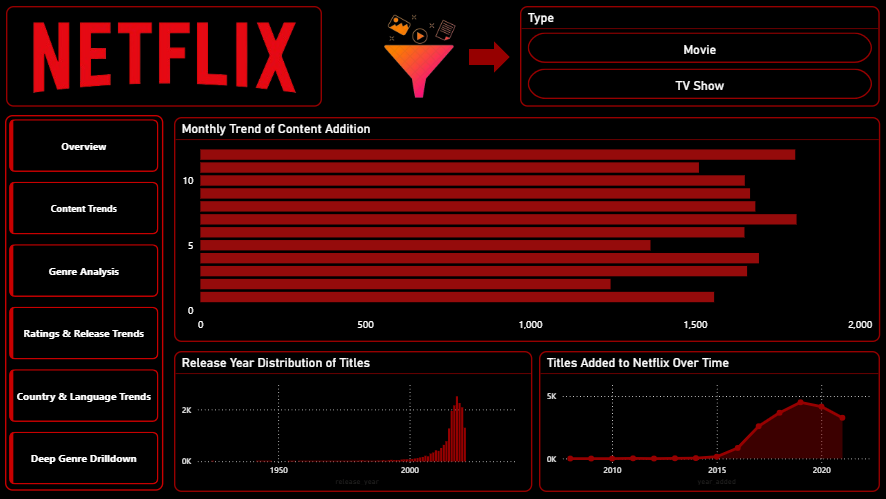 NETFLIX
Type
Movie
TV Show
Overview
Content Trends
Genre Analysis
Ratings & Release Trends
Country & Language Trends
Deep Genre Drilldown
Monthly Trend of Content Addition
10
5
0
0 500 1,000 1,500 2,000
Release Year Distribution of Titles
2K
0K
1950 2000
release_year
Titles Added to Netflix Over Time
5K
0K
2010 2015 2020
year_added